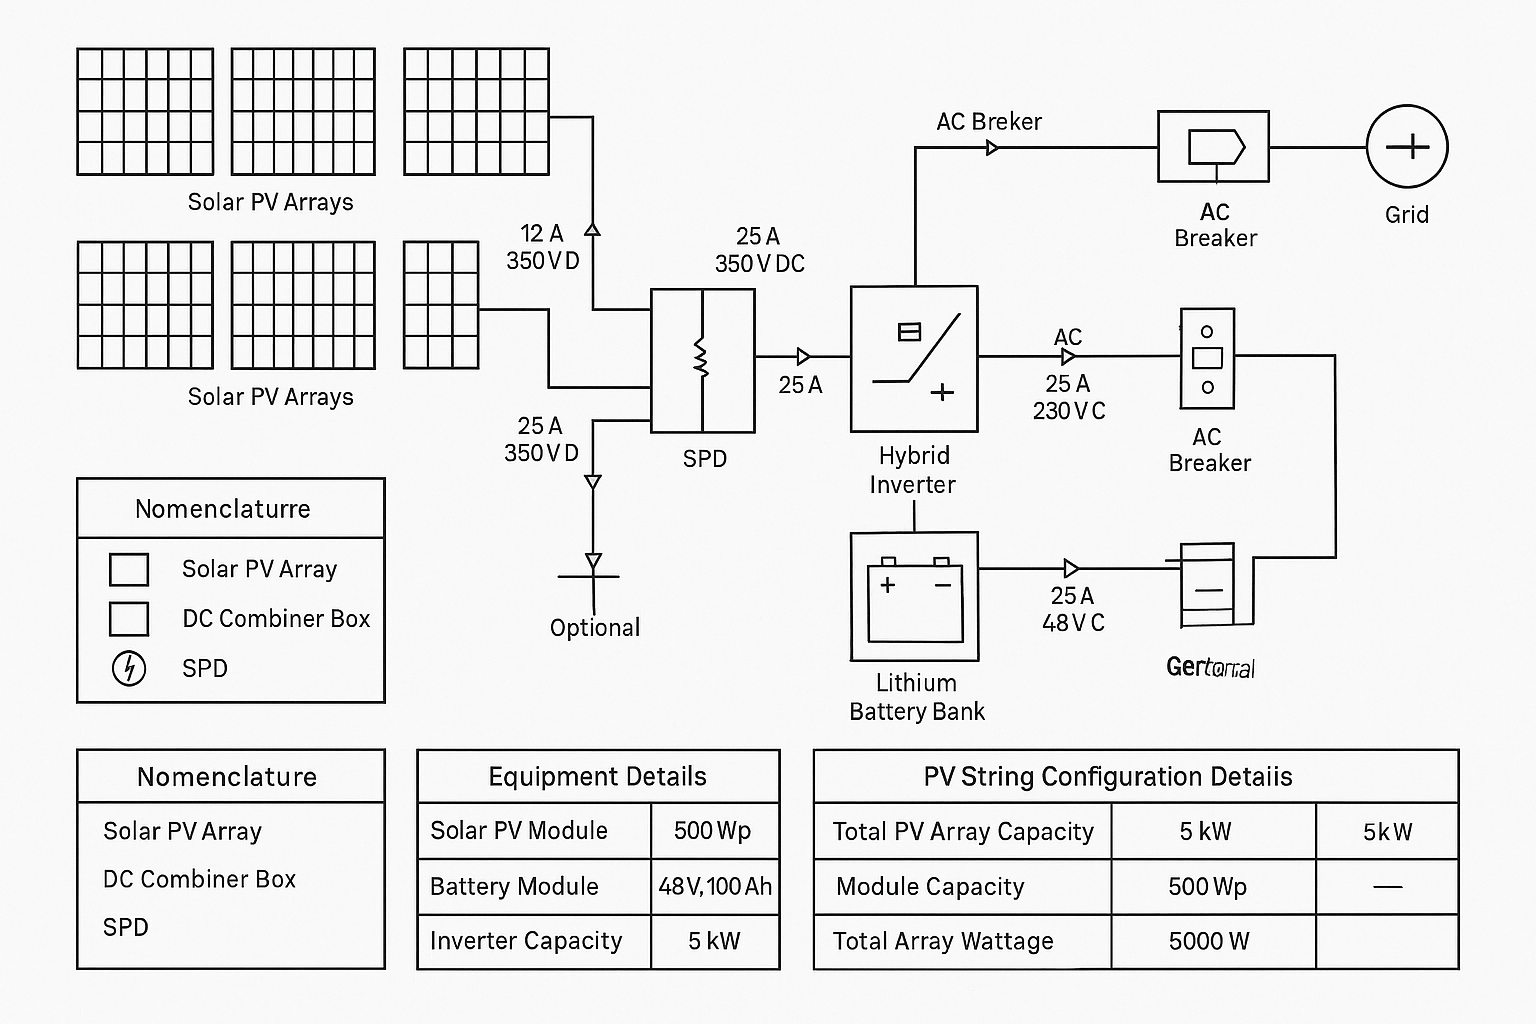 Solar PV Arrays
12 A
350 V D
25 A
350 V DC
AC Breker
AC
Breaker
Grid
Solar PV Arrays
25 A
350 V D
SPD
25 A
Hybrid
Inverter
AC
25 A
230 V C
AC
Breaker
Optional
25 A
48 V C
Lithium
Battery Bank
Nomenclaturre
Solar PV Array
DC Combiner Box
SPD
Nomenclature
Solar PV Array
DC Combiner Box
SPD
Equipment Details
Solar PV Module 500 Wp
Battery Module 48V, 100 Ah
Inverter Capacity 5 kW
PV String Configuration Detaiis
Total PV Array Capacity 5 kW 5kW
Module Capacity 500 Wp —
Total Array Wattage 5000 W